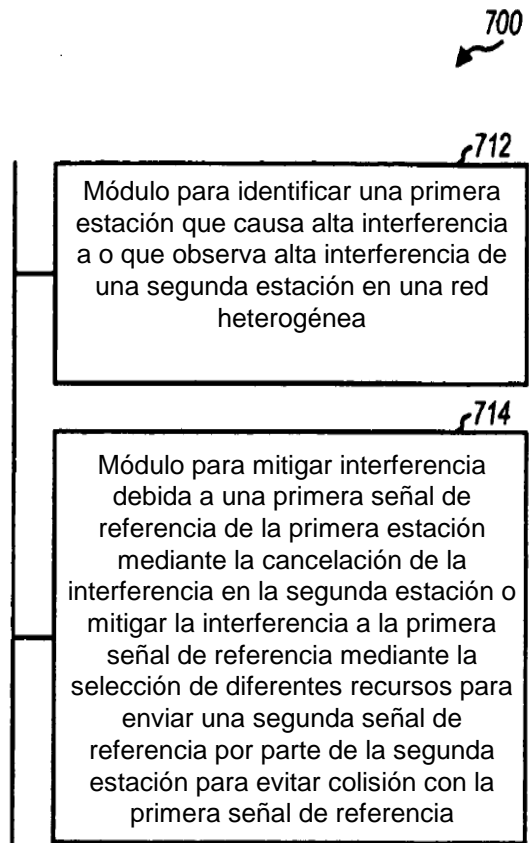 700
712
Módulo para identificar una primera
estación que causa alta interferencia
a o que observa alta interferencia de
una segunda estación en una red
heterogénea
714
Módulo para mitigar interferencia
debida a una primera señal de
referencia de la primera estación
mediante la cancelación de la
interferencia en la segunda estación o
mitigar la interferencia a la primera
señal de referencia mediante la
selección de diferentes recursos para
enviar una segunda señal de
referencia por parte de la segunda
estación para evitar colisión con la
primera señal de referencia